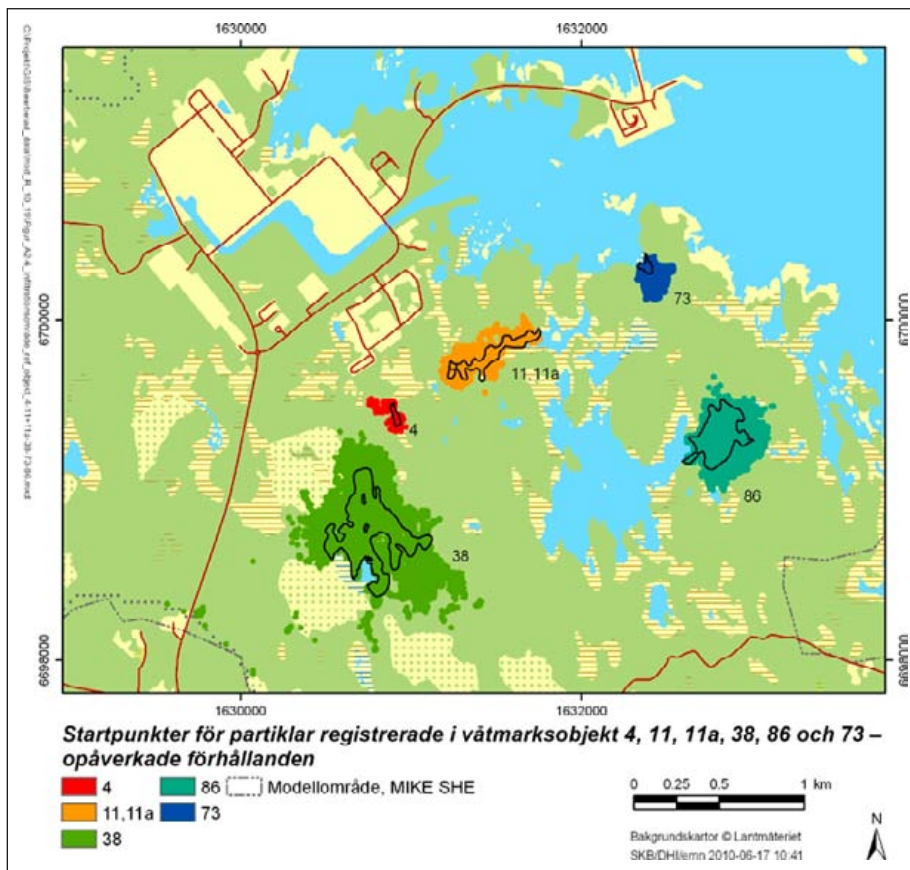 1630000
1632000
6700000
6700000
73
11,11a
4
86
38
6698000
6698000
1630000
1632000
Startpunkter för partiklar registrerade i våtmarksobjekt 4, 11, 11a, 38, 86 och 73 –
opåverkade förhållanden
4
86
Modellområde, MIKE SHE
11,11a
73
38
0 0.25 0.5 1 km
Bakgrundskartor © Lantmäteriet
SKB/DHI/emn 2010-06-17 10:41
N